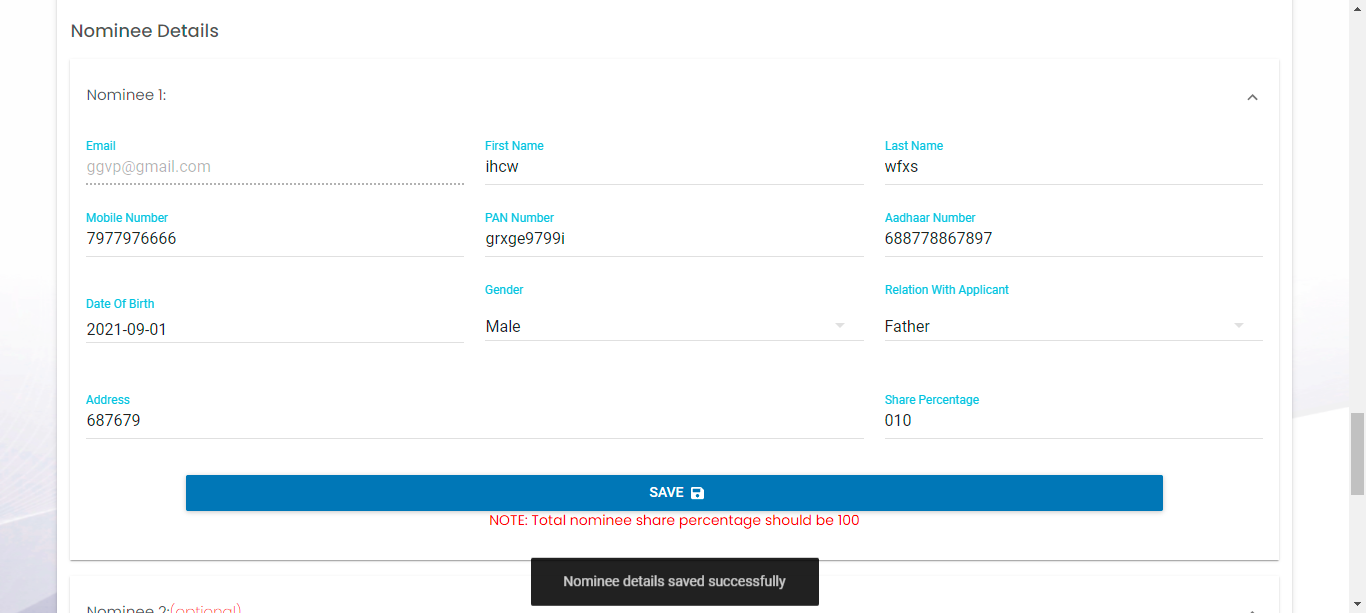 Nominee Details
Nominee 1:
Email First Name Last Name
ggvp@gmail.com ihcw wfxs
Mobile Number PAN Number Aadhaar Number
7977976666 grxge9799i 688778867897
Date Of Birth Gender Relation With Applicant
2021-09-01 Male Father
Address Share Percentage
687679 010
SAVE
NOTE: Total nominee share percentage should be 100
Nominee details saved successfully
Nominee 2:(optional)